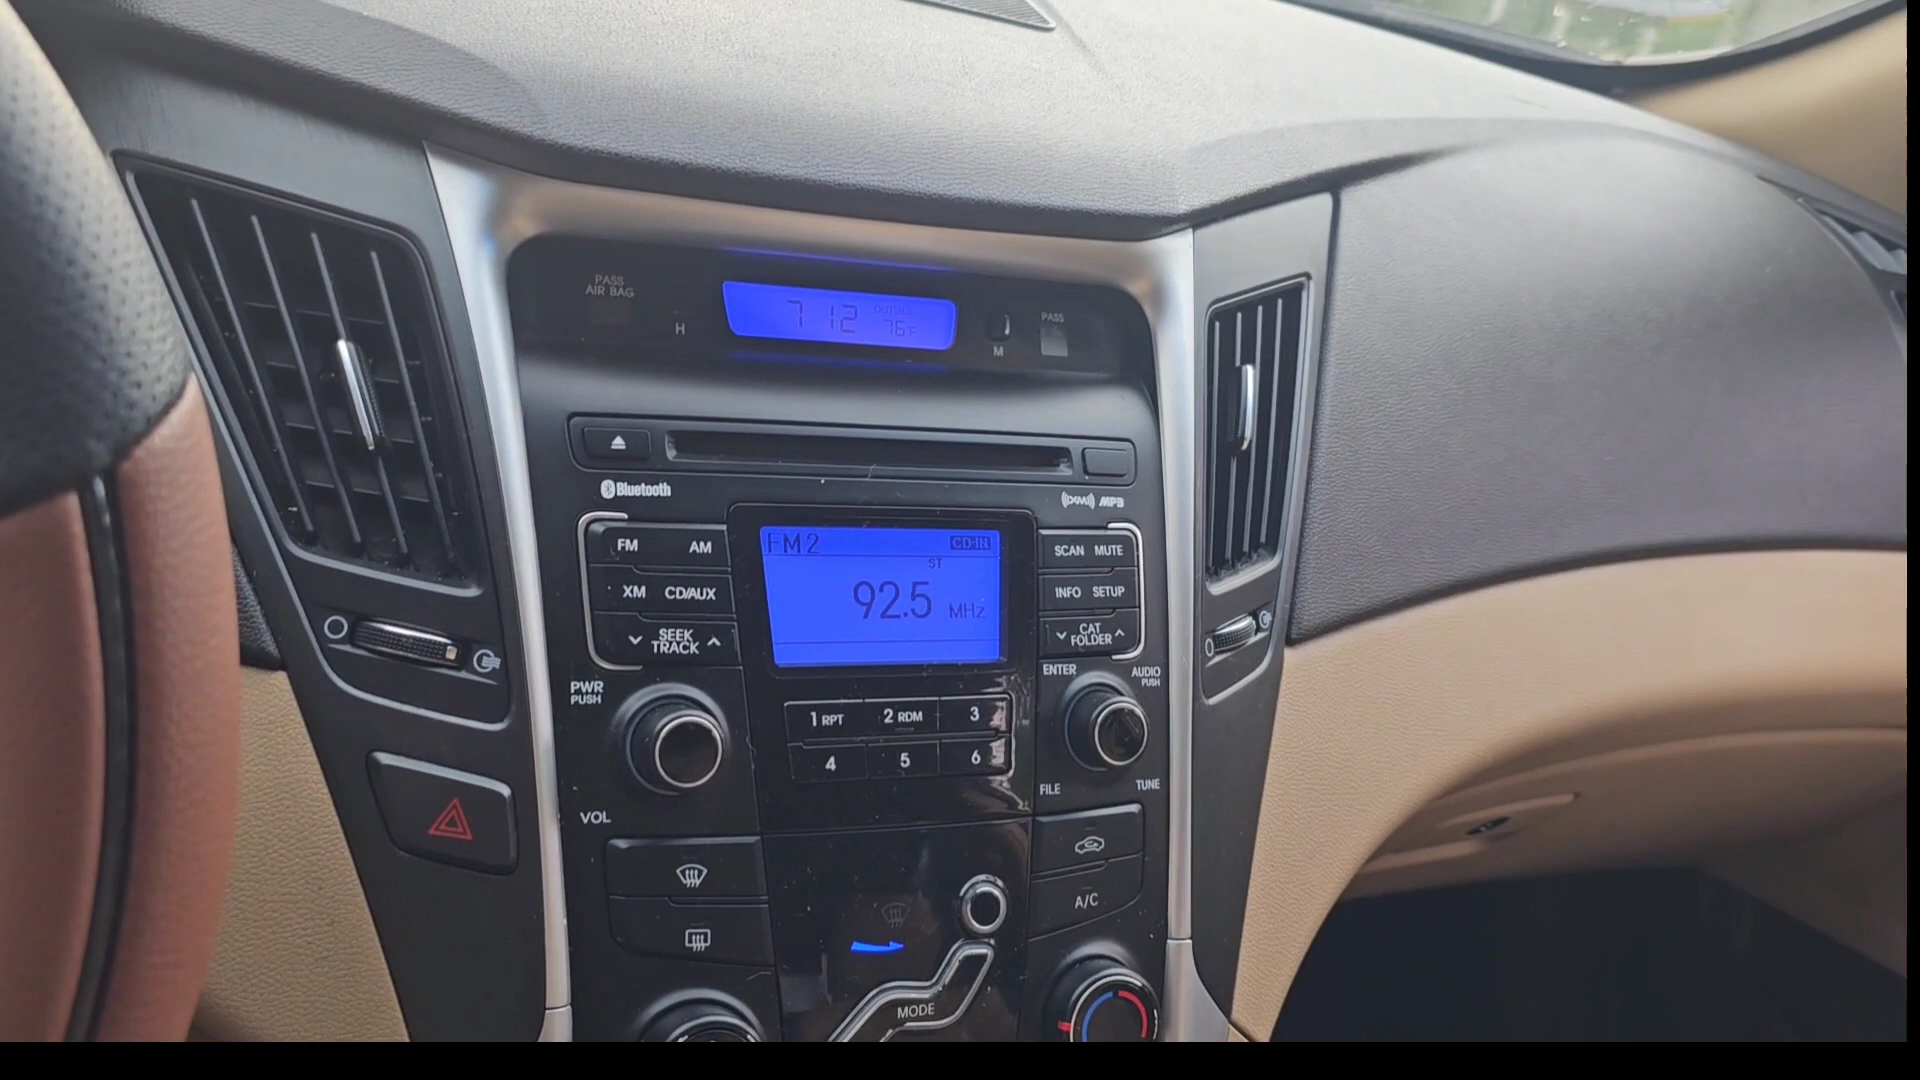 PASS
AIR BAG
H
7 12
OUTSIDE
76°F
M
PASS
Bluetooth
XM MP3
FM AM
XM CD/AUX
SEEK
TRACK
FM2 CD-IN
ST
92.5 MHz
SCAN MUTE
INFO SETUP
CAT
FOLDER
PWR
PUSH
VOL
1 RPT 2 RDM 3
4 5 6
ENTER AUDIO
PUSH
FILE TUNE
A/C
MODE